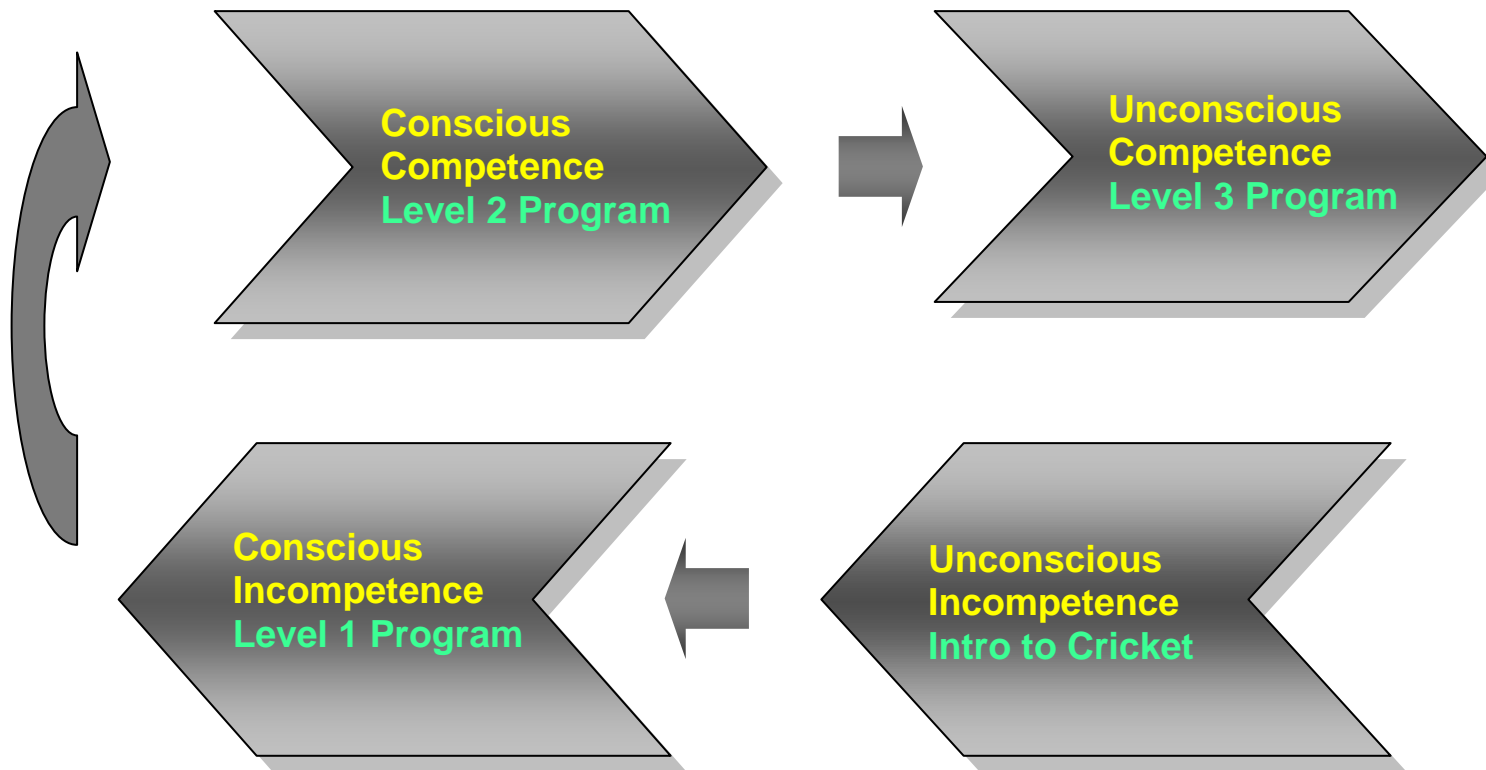 Conscious
Competence
Level 2 Program
Unconscious
Competence
Level 3 Program
Conscious
Incompetence
Level 1 Program
Unconscious
Incompetence
Intro to Cricket